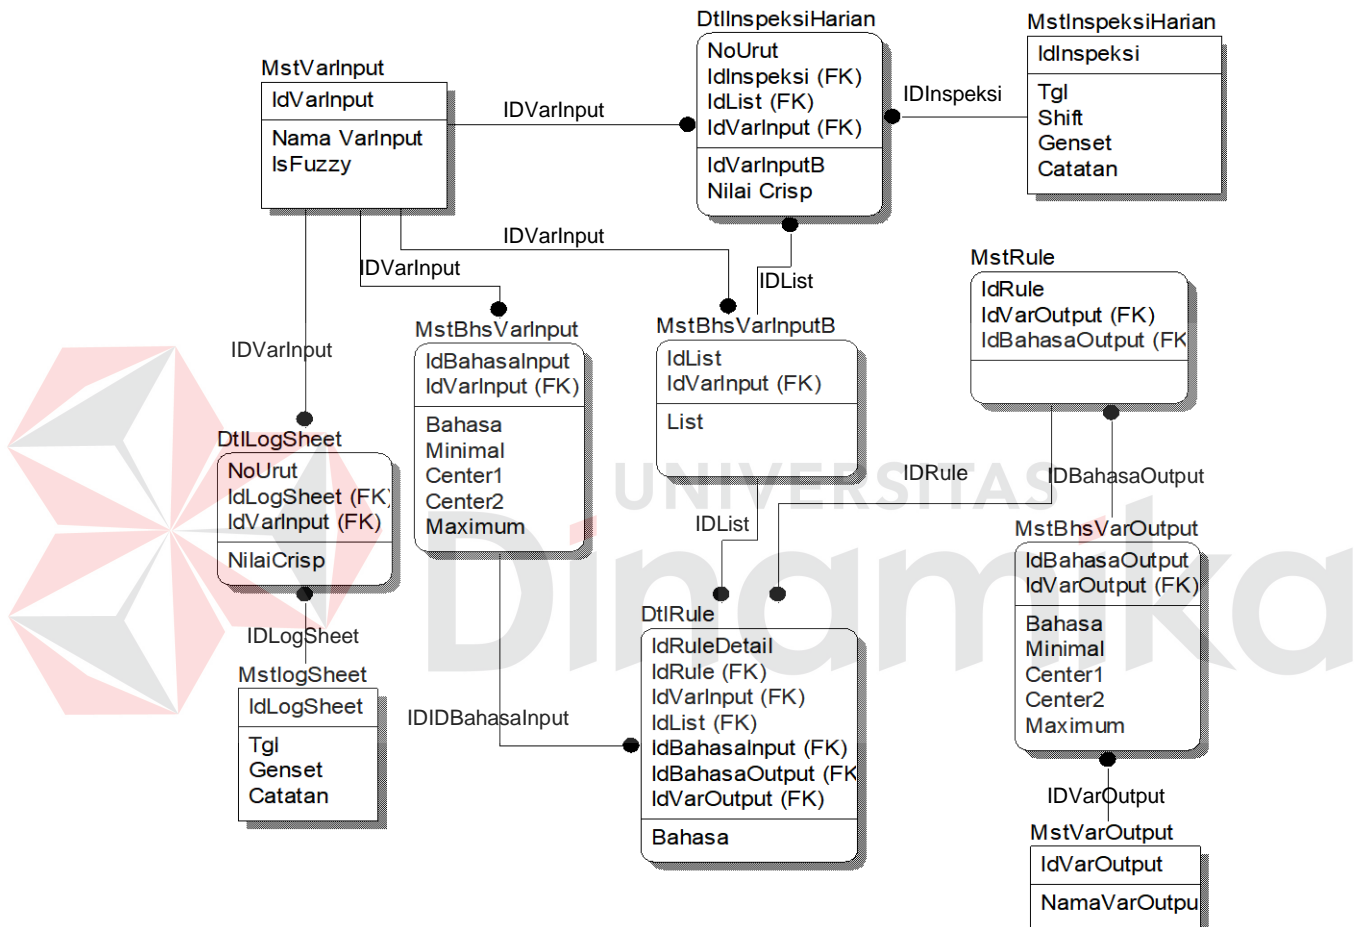 DtlInspeksiHarian
NoUrut
IdInspeksi (FK)
IdList (FK)
IdVarInput (FK)
IdVarInputB
Nilai Crisp
MstInspeksiHarian
IdInspeksi
Tgl
Shift
Genset
Catatan
IDInspeksi
MstVarInput
IdVarInput
Nama VarInput
IsFuzzy
IDVarInput
IDVarInput
IDVarInput
IDList
MstRule
IdRule
IdVarOutput (FK)
IdBahasaOutput (FK
MstBhsVarInput
IdBahasaInput
IdVarInput (FK)
Bahasa
Minimal
Center1
Center2
Maximum
MstBhsVarInputB
IdList
IdVarInput (FK)
List
IDVarInput
DtlLogSheet
NoUrut
IdLogSheet (FK)
IdVarInput (FK)
NilaiCrisp
UNIVERSITAS
Dinamika
IDRule
IDBahasaOutput
IDList
MstBhsVarOutput
IdBahasaOutput
IdVarOutput (FK)
Bahasa
Minimal
Center1
Center2
Maximum
DtlRule
IdRuleDetail
IdRule (FK)
IdVarInput (FK)
IdList (FK)
IdBahasaInput (FK)
IdBahasaOutput (FK
IdVarOutput (FK)
Bahasa
IDLogSheet
MstlogSheet
IdLogSheet
Tgl
Genset
Catatan
IDIDBahasaInput
IDVarOutput
MstVarOutput
IdVarOutput
NamaVarOutpu